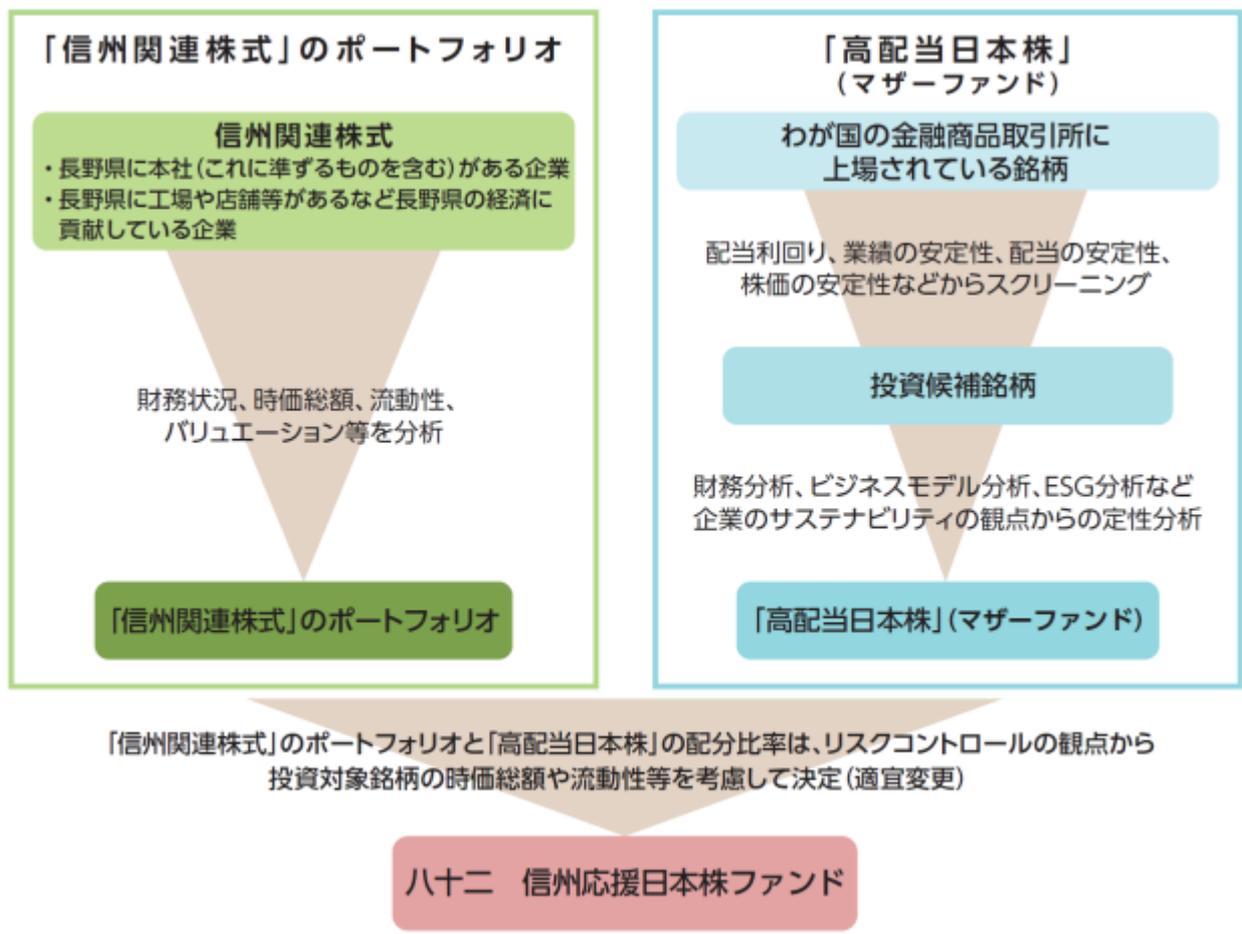 「信州関連株式」のポートフォリオ
信州関連株式
・長野県に本社(これに準ずるものを含む)がある企業
・長野県に工場や店舗等があるなど長野県の経済に
貢献している企業
財務状況、時価総額、流動性、
バリュエーション等を分析
「信州関連株式」のポートフォリオ
「高配当日本株」
(マザーファンド)
わが国の金融商品取引所に
上場されている銘柄
配当利回り、業績の安定性、配当の安定性、
株価の安定性などからスクリーニング
投資候補銘柄
財務分析、ビジネスモデル分析、ESG分析など
企業のサステナビリティの観点からの定性分析
「高配当日本株」(マザーファンド)
「信州関連株式」のポートフォリオと「高配当日本株」の配分比率は、リスクコントロールの観点から
投資対象銘柄の時価総額や流動性等を考慮して決定(適宜変更)
八十二　信州応援日本株ファンド